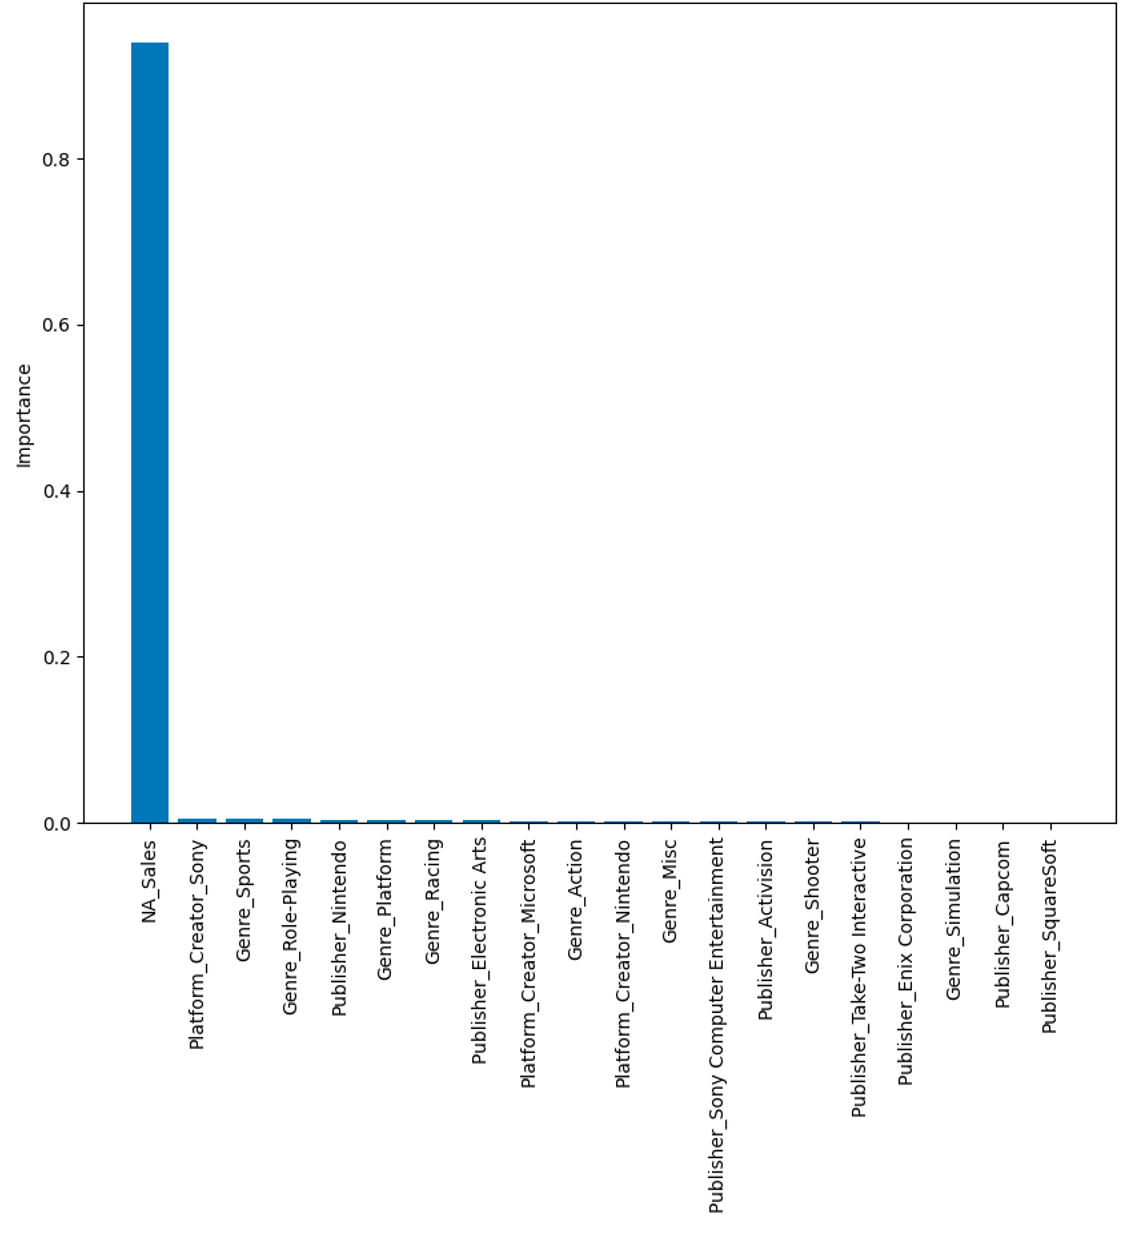 Importance
0.8
0.6
0.4
0.2
0.0
NA_Sales
Platform_Creator_Sony
Genre_Sports
Genre_Role-Playing
Publisher_Nintendo
Genre_Platform
Genre_Racing
Publisher_Electronic Arts
Platform_Creator_Microsoft
Genre_Action
Platform_Creator_Nintendo
Genre_Misc
Publisher_Sony Computer Entertainment
Publisher_Activision
Genre_Shooter
Publisher_Take-Two Interactive
Publisher_Enix Corporation
Genre_Simulation
Publisher_Capcom
Publisher_SquareSoft